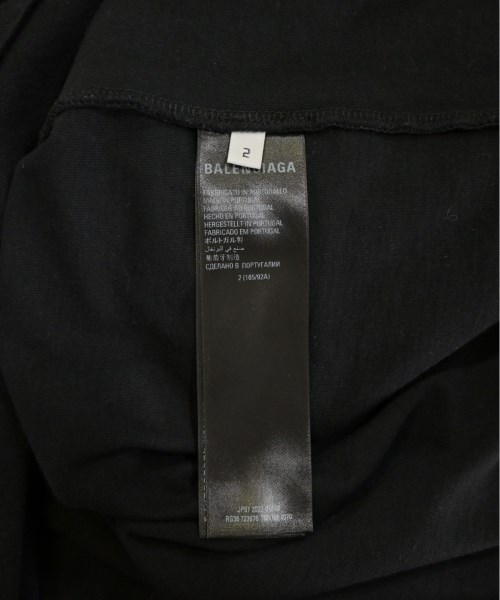 2
BALENCIAGA
FABBRICATO IN PORTOGALLO
MADE IN PORTUGAL
FABRIQUÉ AU PORTUGAL
HECHO EN PORTUGAL
HERGESTELLT IN PORTUGAL
FABRICADO EM PORTUGAL
ポルトガル製
صنع في البرتغال
葡萄牙制造
СДЕЛАНО В ПОРТУГАЛИИ
2 (165/92A)